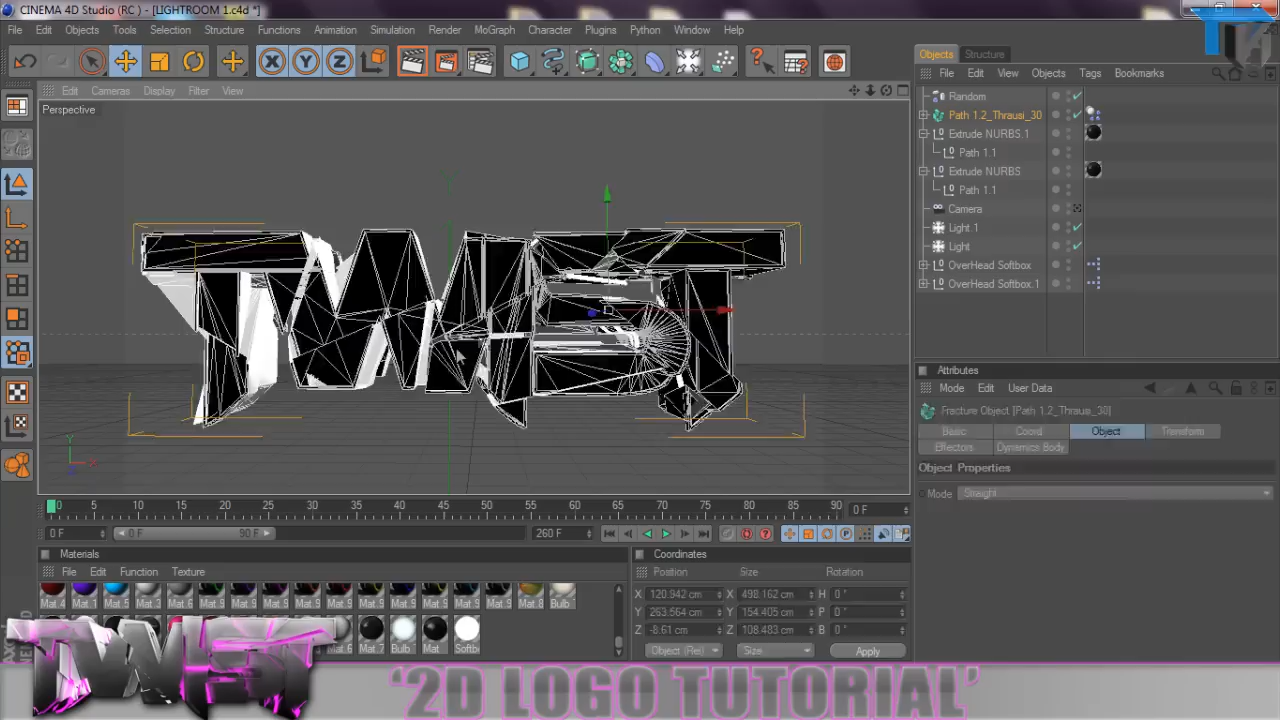 CINEMA 4D Studio (RC ) - [LIGHTROOM 1.c4d *]
File Edit Objects Tools Selection Structure Functions Animation Simulation Render MoGraph Character Plugins Python Window Help
Objects Structure
File Edit View Objects Tags Bookmarks
Edit Cameras Display Filter View
Perspective
Random
Path 1.2_Thrausi_30
Extrude NURBS.1
Path 1.1
Extrude NURBS
Path 1.1
Camera
Light.1
Light
OverHead Softbox
OverHead Softbox.1
Attributes
Mode Edit User Data
Fracture Object [Path 1.2_Thrausi_30]
Basic Coord Object Transform
Effectors Dynamics Body
Object Properties
Mode Straight
X Y Z
TWIST
Y X Z
0 5 10 15 20 25 30 35 40 45 50 55 60 65 70 75 80 85 90 0 F
0 F 0 F 90 F 260 F
Materials
File Edit Function Texture
Mat.4 Mat.1 Mat.5 Mat.3 Mat.6 Mat.9 Mat.9 Mat.9 Mat.9 Mat.9 Mat.9 Mat.9 Mat.9 Mat.8 Bulb
Mat.6 Mat.7 Bulb Mat Softb
Coordinates
Position Size Rotation
X 120.942 cm X 498.162 cm H 0 °
Y 263.564 cm Y 154.405 cm P 0 °
Z -8.61 cm Z 108.483 cm B 0 °
Object (Rel) Size Apply
'2D LOGO TUTORIAL'